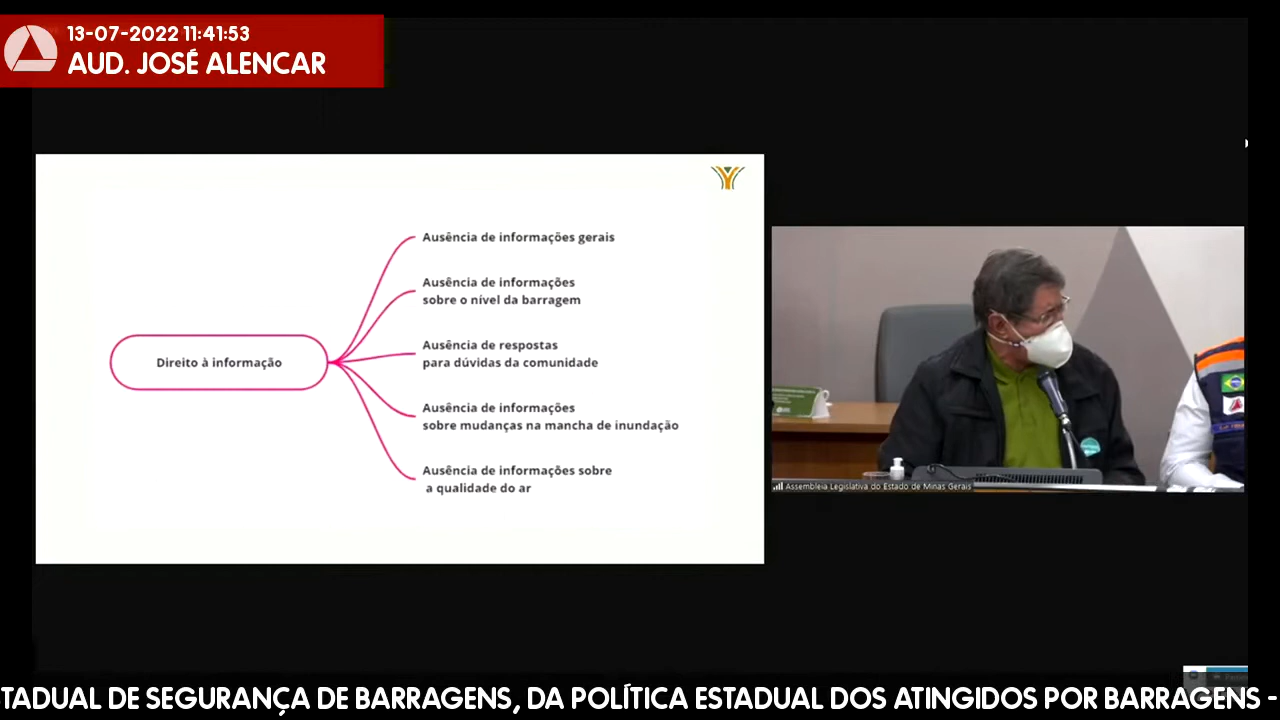 13-07-2022 11:41:53
AUD. JOSÉ ALENCAR
Ausência de informações gerais
Ausência de informações
sobre o nível da barragem
Ausência de respostas
para dúvidas da comunidade
Direito à informação
Ausência de informações
sobre mudanças na mancha de inundação
Ausência de informações sobre
a qualidade do ar
Assembleia Legislativa do Estado de Minas Gerais
TADUAL DE SEGURANÇA DE BARRAGENS, DA POLÍTICA ESTADUAL DOS ATINGIDOS POR BARRAGENS -